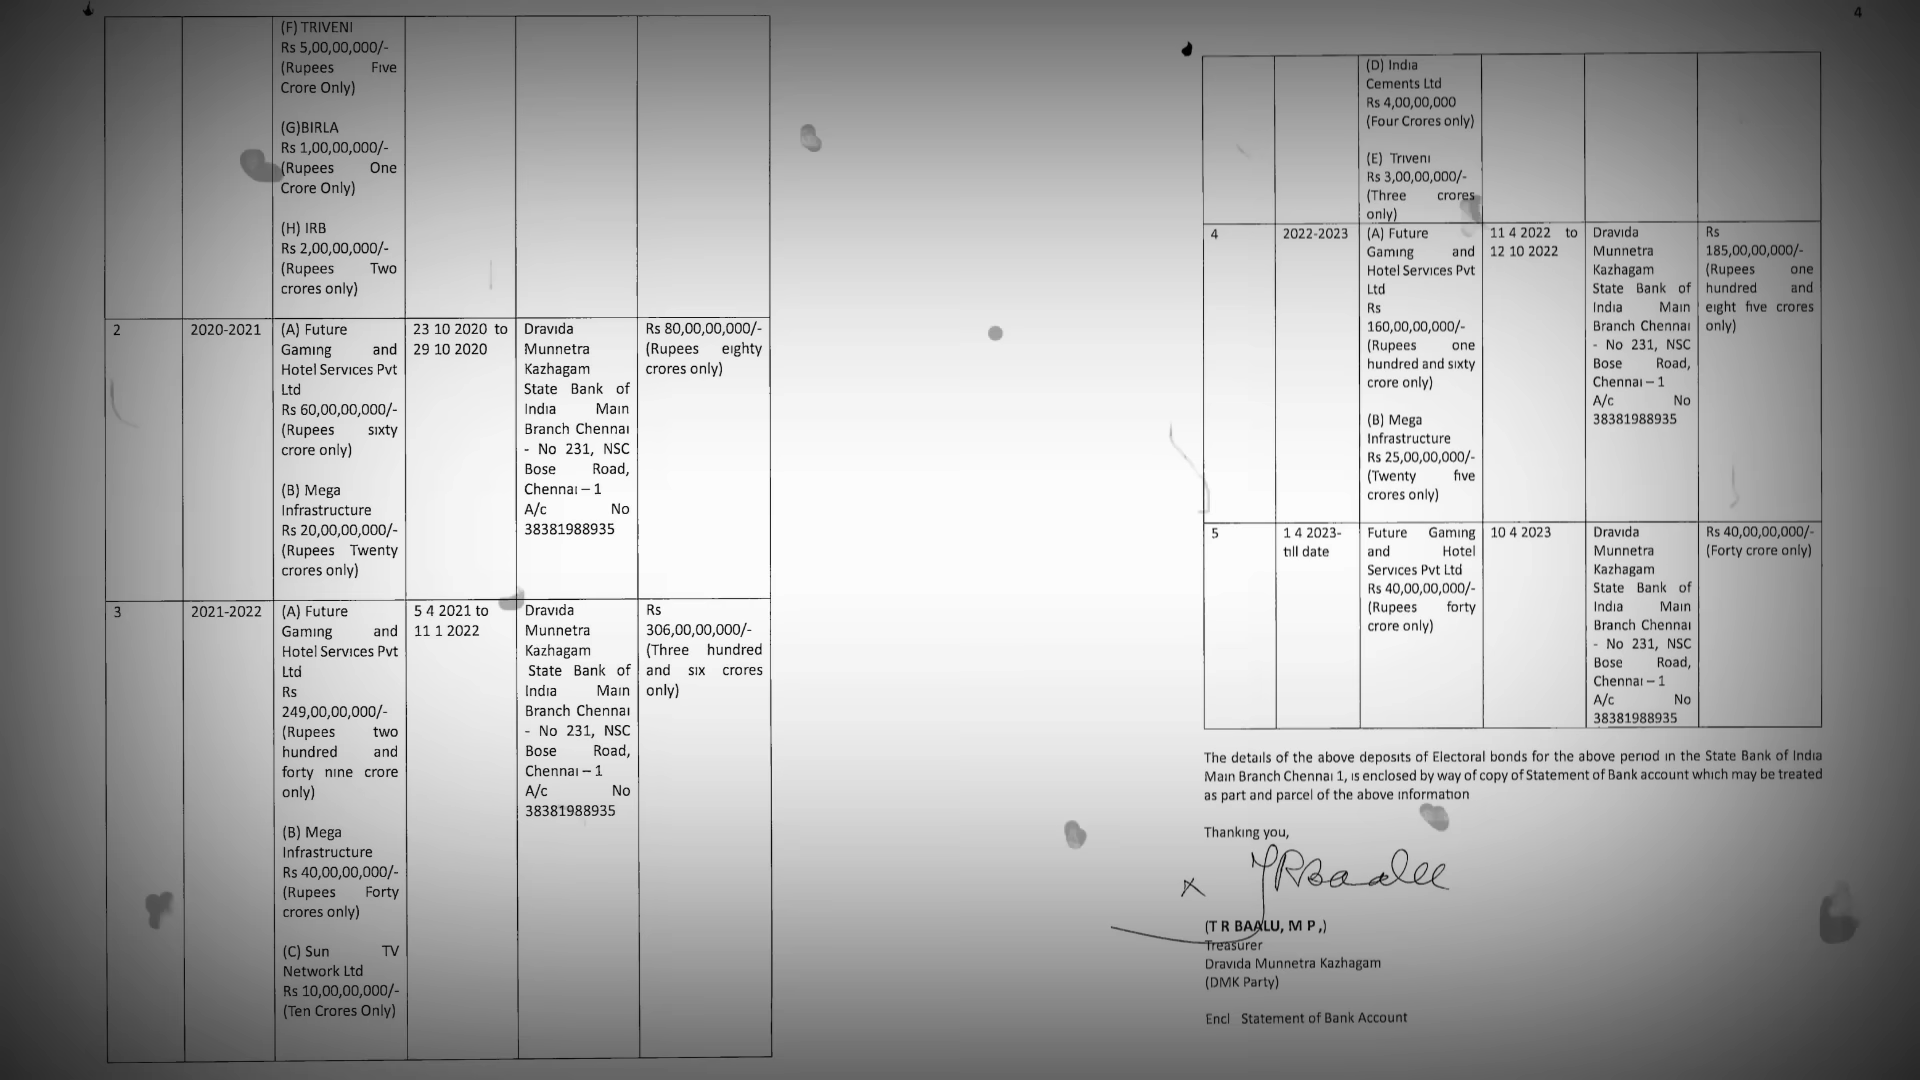 (F) TRIVENI
Rs 5,00,00,000/-
(Rupees Five
Crore Only)
(G)BIRLA
Rs 1,00,00,000/-
(Rupees One
Crore Only)
(H) IRB
Rs 2,00,00,000/-
(Rupees Two
crores only)
2
2020-2021
(A) Future
Gaming and
Hotel Services Pvt
Ltd
Rs 60,00,00,000/-
(Rupees sixty
crore only)
(B) Mega
Infrastructure
Rs 20,00,00,000/-
(Rupees Twenty
crores only)
23 10 2020 to
29 10 2020
Dravida
Munnetra
Kazhagam
State Bank of
India Main
Branch Chennai
- No 231, NSC
Bose Road,
Chennai – 1
A/c No
38381988935
Rs 80,00,00,000/-
(Rupees eighty
crores only)
3
2021-2022
(A) Future
Gaming and
Hotel Services Pvt
Ltd
Rs
249,00,00,000/-
(Rupees two
hundred and
forty nine crore
only)
(B) Mega
Infrastructure
Rs 40,00,00,000/-
(Rupees Forty
crores only)
(C) Sun TV
Network Ltd
Rs 10,00,00,000/-
(Ten Crores Only)
5 4 2021 to
11 1 2022
Dravida
Munnetra
Kazhagam
State Bank of
India Main
Branch Chennai
- No 231, NSC
Bose Road,
Chennai – 1
A/c No
38381988935
Rs
306,00,00,000/-
(Three hundred
and six crores
only)
4
(D) India
Cements Ltd
Rs 4,00,00,000
(Four Crores only)
(E) Triveni
Rs 3,00,00,000/-
(Three crores
only)
4
2022-2023
(A) Future
Gaming and
Hotel Services Pvt
Ltd
Rs
160,00,00,000/-
(Rupees one
hundred and sixty
crore only)
(B) Mega
Infrastructure
Rs 25,00,00,000/-
(Twenty five
crores only)
11 4 2022 to
12 10 2022
Dravida
Munnetra
Kazhagam
State Bank of
India Main
Branch Chennai
- No 231, NSC
Bose Road,
Chennai – 1
A/c No
38381988935
Rs
185,00,00,000/-
(Rupees one
hundred and
eight five crores
only)
5
1 4 2023-
till date
Future Gaming
and Hotel
Services Pvt Ltd
Rs 40,00,00,000/-
(Rupees forty
crore only)
10 4 2023
Dravida
Munnetra
Kazhagam
State Bank of
India Main
Branch Chennai
- No 231, NSC
Bose Road,
Chennai – 1
A/c No
38381988935
Rs 40,00,00,000/-
(Forty crore only)
The details of the above deposits of Electoral bonds for the above period in the State Bank of India
Main Branch Chennai 1, is enclosed by way of copy of Statement of Bank account which may be treated
as part and parcel of the above information
Thanking you,
X TRBaalu
(T R BAALU, M P,)
Treasurer
Dravida Munnetra Kazhagam
(DMK Party)
Encl Statement of Bank Account